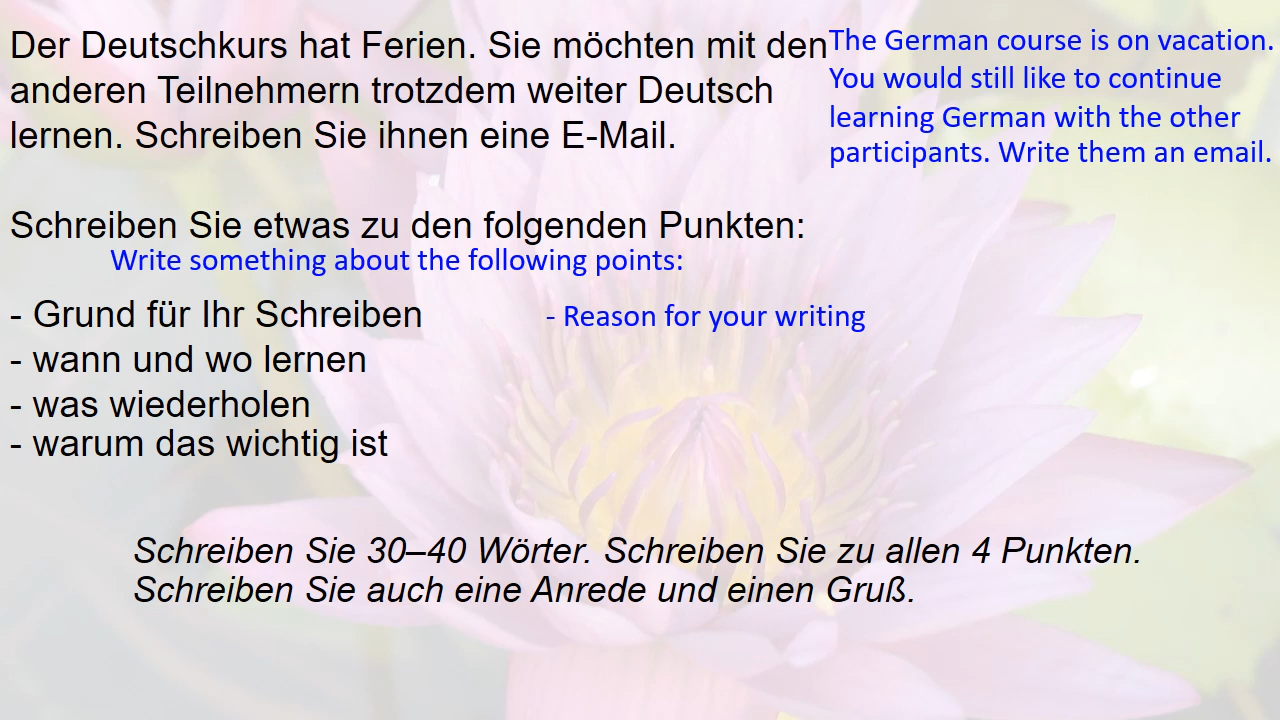 Der Deutschkurs hat Ferien. Sie möchten mit den
anderen Teilnehmern trotzdem weiter Deutsch
lernen. Schreiben Sie ihnen eine E-Mail.
The German course is on vacation.
You would still like to continue
learning German with the other
participants. Write them an email.
Schreiben Sie etwas zu den folgenden Punkten:
Write something about the following points:
- Grund für Ihr Schreiben
- Reason for your writing
- wann und wo lernen
- was wiederholen
- warum das wichtig ist
Schreiben Sie 30–40 Wörter. Schreiben Sie zu allen 4 Punkten.
Schreiben Sie auch eine Anrede und einen Gruß.